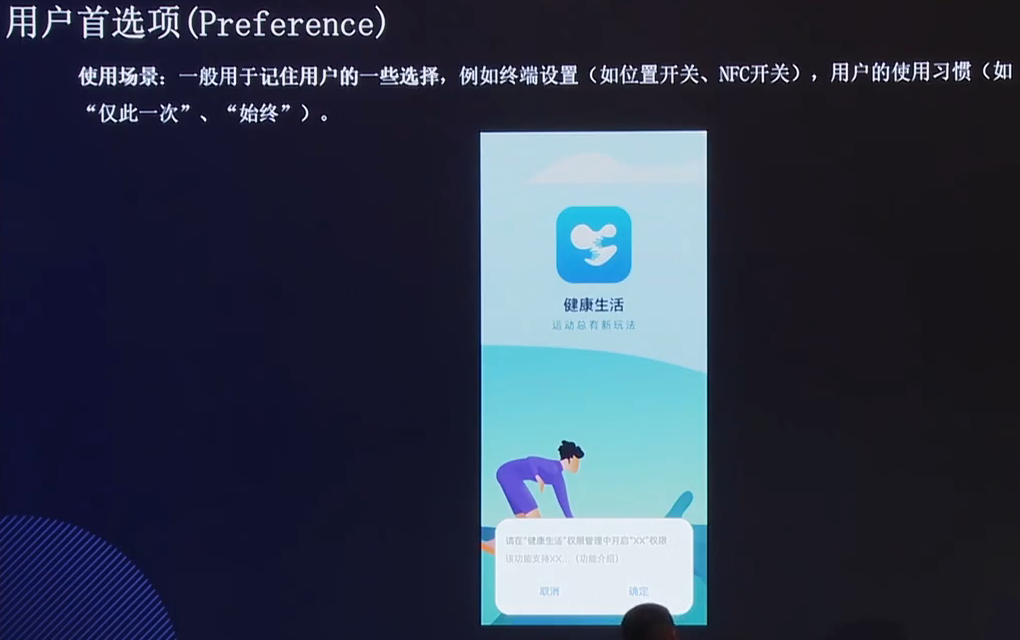 用户首选项(Preference)
使用场景：一般用于记住用户的一些选择，例如终端设置（如位置开关、NFC开关），用户的使用习惯（如
“仅此一次”、“始终”）。
健康生活
运动总有新玩法
请在“健康生活”权限管理中开启“XX”权限
该功能支持XX...（功能介绍）
取消
确定